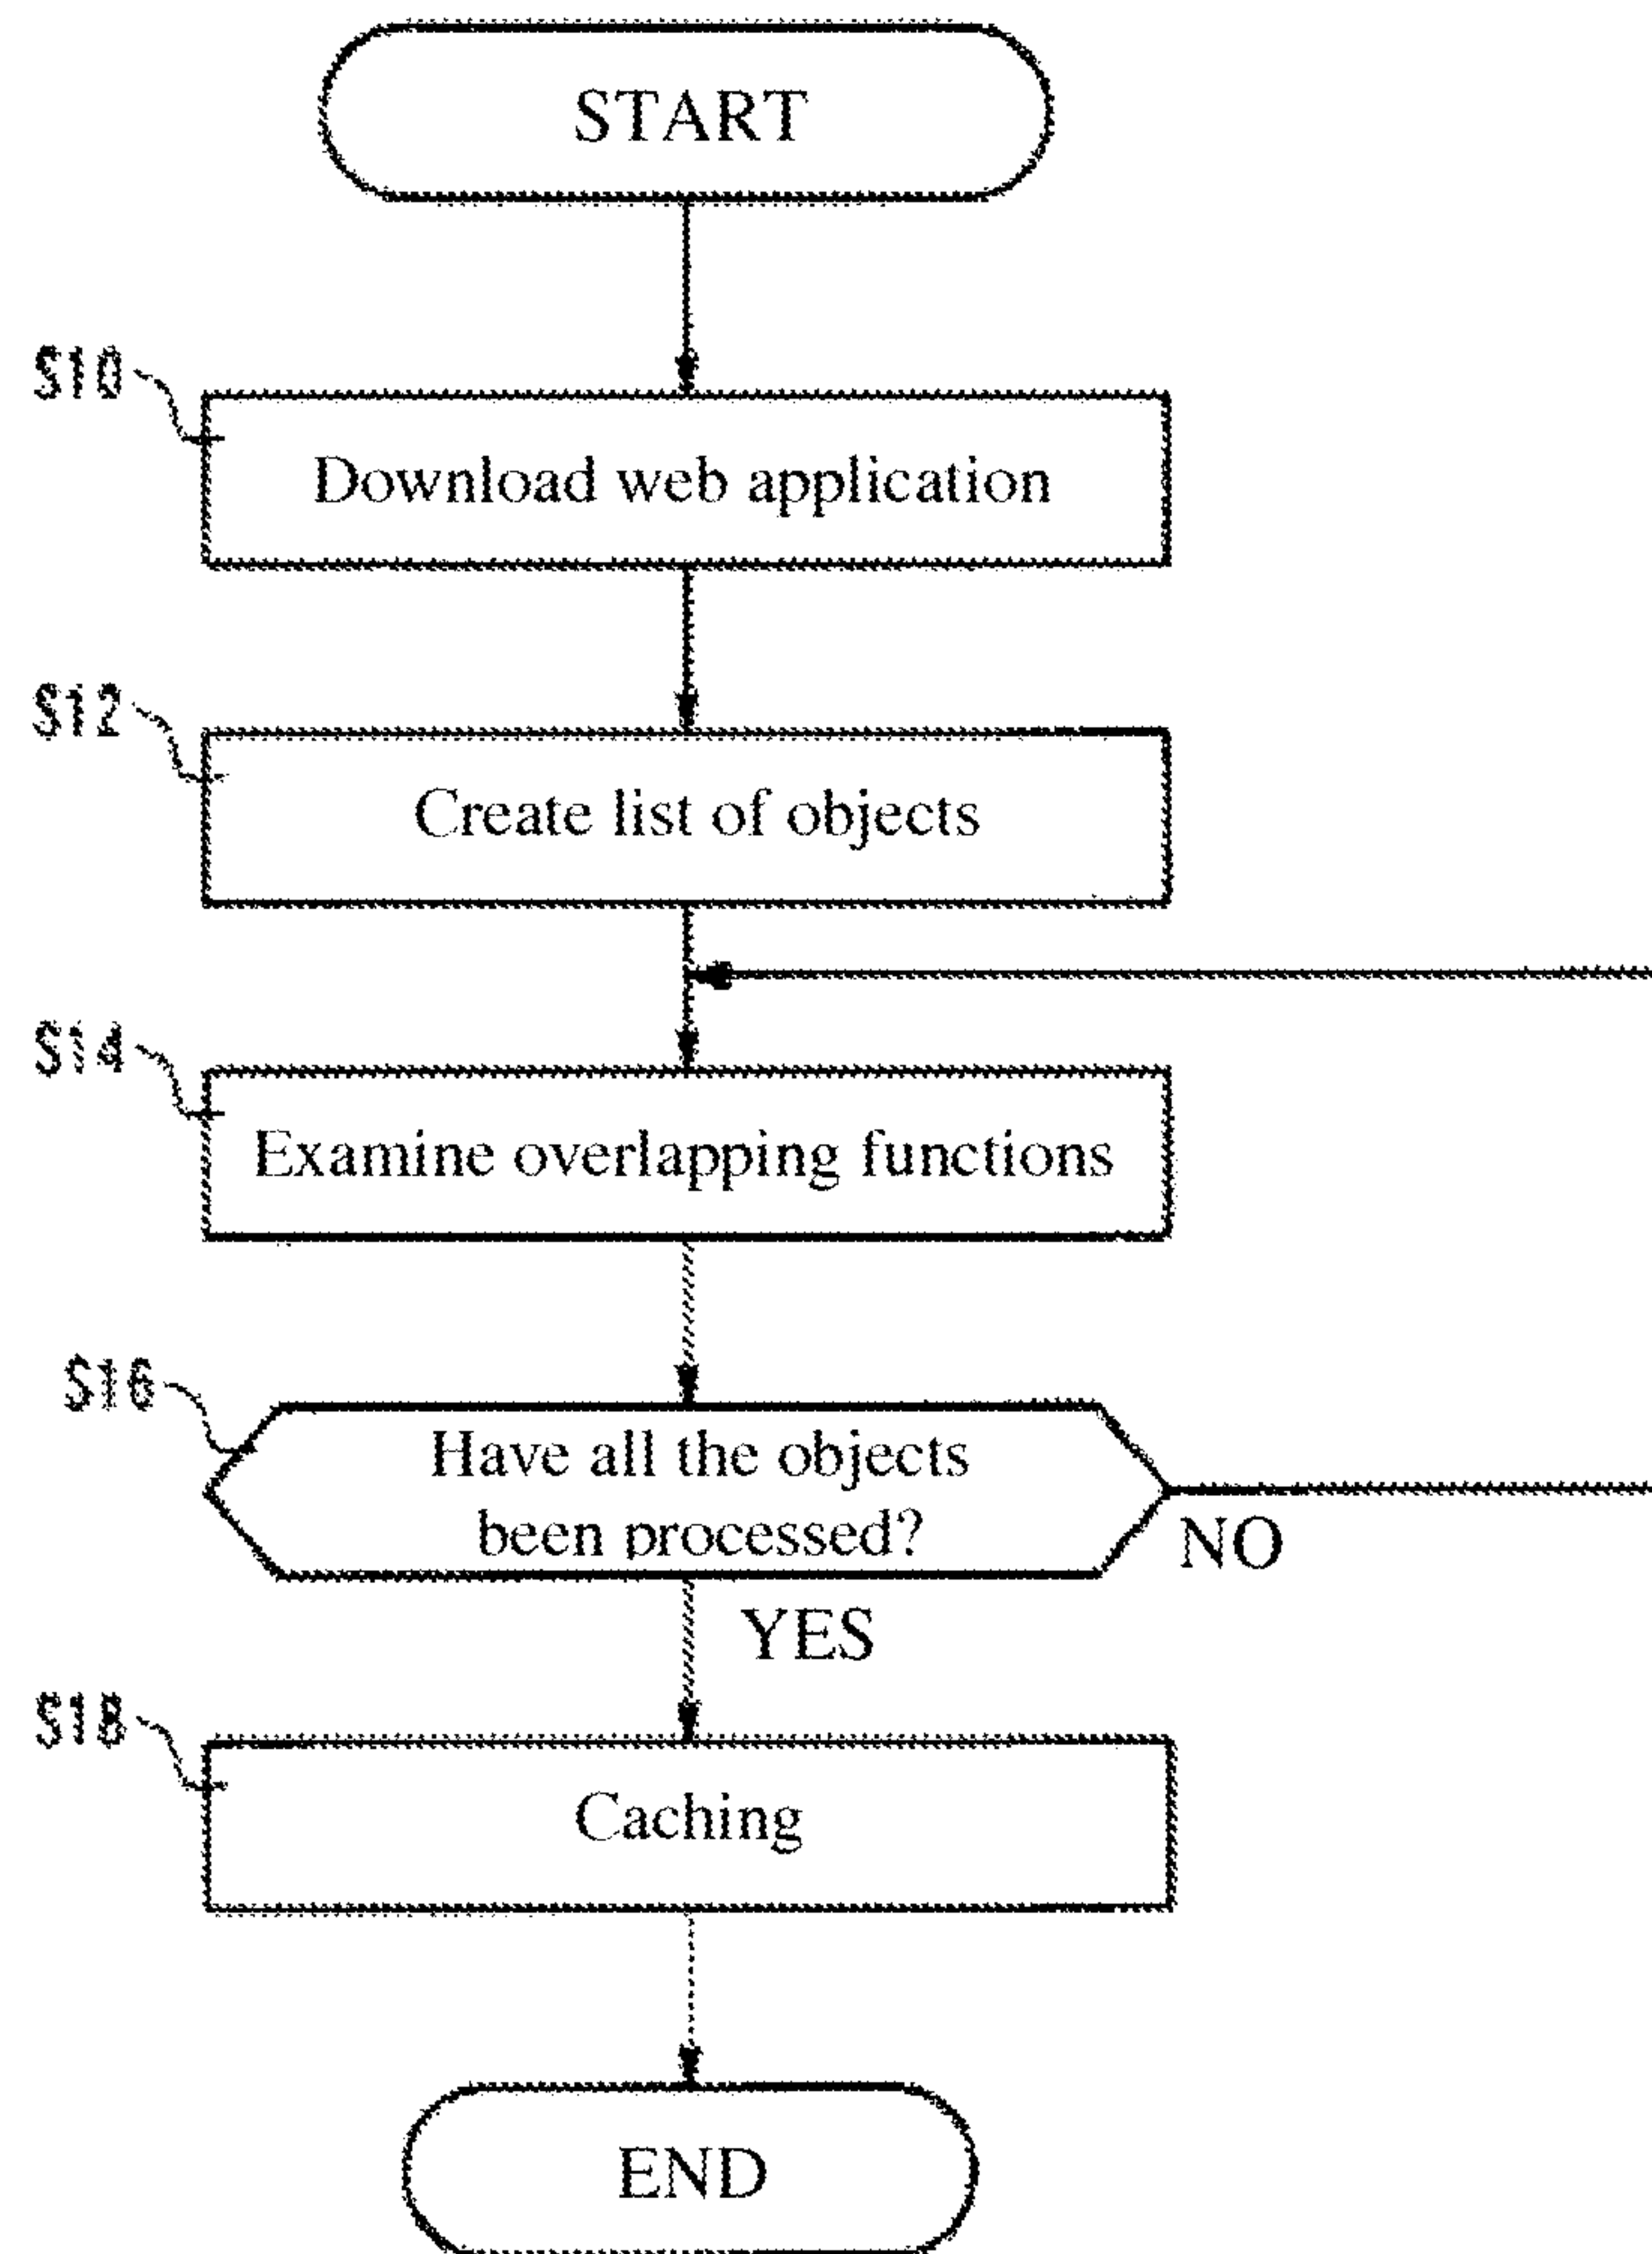 START
S10
Download web application
S12
Create list of objects
S14
Examine overlapping functions
S16
Have all the objects
been processed?
NO
YES
S18
Caching
END